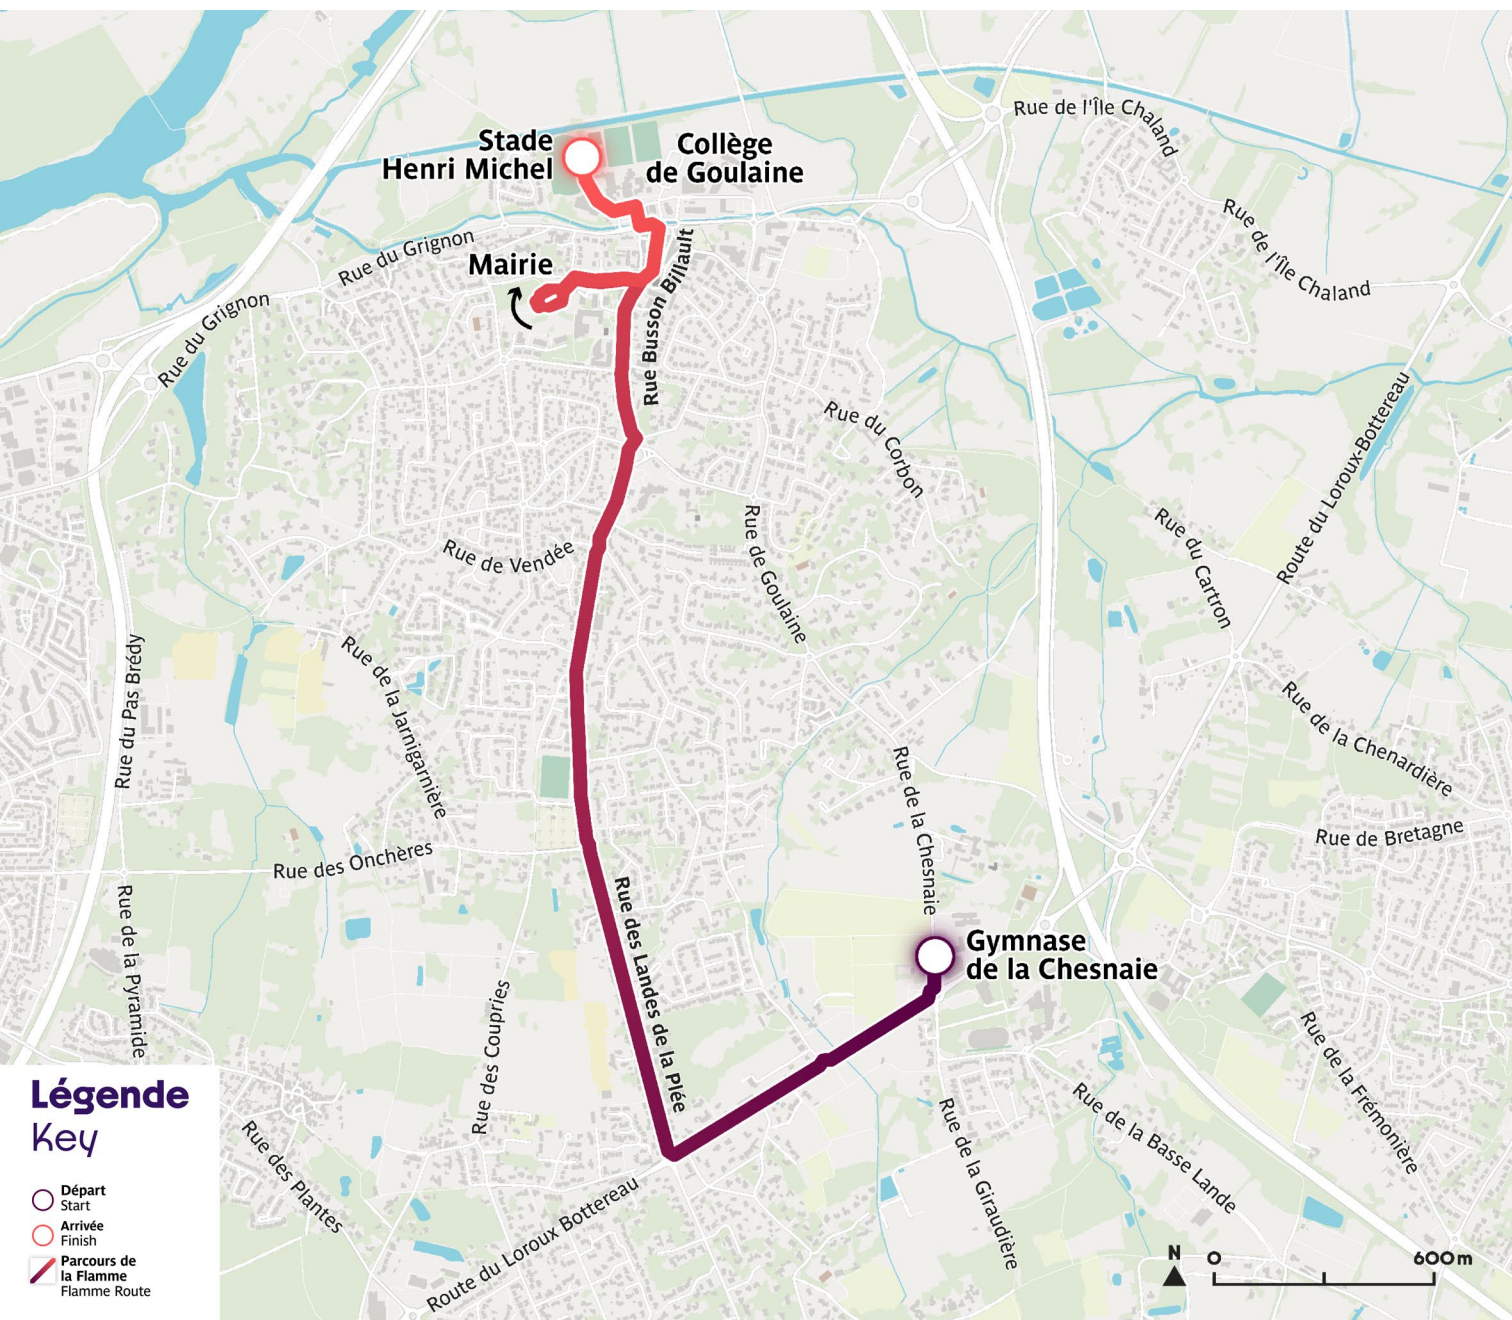 Stade
Henri Michel
Collège
de Goulaine
Rue de l'Île Chaland
Rue de l'Île Chaland
Rue du Grignon
Mairie
Rue du Grignon
Rue Busson Billault
Rue du Corbon
Route du Loroux-Bottereau
Rue de Vendée
Rue de Goulaine
Rue du Cartron
Rue du Pas Brédy
Rue de la Jarnigarnière
Rue de la Chenardière
Rue de la Chesnaie
Rue de Bretagne
Rue des Onchères
Rue de la Pyramide
Rue des Landes de la Plée
Gymnase
de la Chesnaie
Rue des Coupries
Rue de la Frémonière
Rue de la Basse Lande
Rue de la Giraudière
Rue des Plantes
Route du Loroux Bottereau
Légende
Key
Départ
Start
Arrivée
Finish
Parcours de
la Flamme
Flamme Route
N
0
600 m